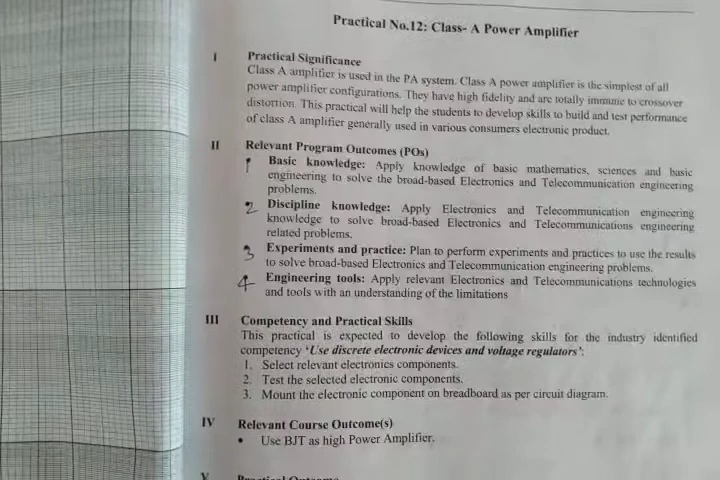 Practical No.12: Class- A Power Amplifier
I Practical Significance
Class A amplifier is used in the PA system. Class A power amplifier is the simplest of all
power amplifier configurations. They have high fidelity and are totally immune to crossover
distortion. This practical will help the students to develop skills to build and test performance
of class A amplifier generally used in various consumers electronic product.
II Relevant Program Outcomes (POs)
1 Basic knowledge: Apply knowledge of basic mathematics, sciences and basic
engineering to solve the broad-based Electronics and Telecommunication engineering
problems.
2 Discipline knowledge: Apply Electronics and Telecommunication engineering
knowledge to solve broad-based Electronics and Telecommunications engineering
related problems.
3 Experiments and practice: Plan to perform experiments and practices to use the results
to solve broad-based Electronics and Telecommunication engineering problems.
4 Engineering tools: Apply relevant Electronics and Telecommunications technologies
and tools with an understanding of the limitations
III Competency and Practical Skills
This practical is expected to develop the following skills for the industry identified
competency ‘Use discrete electronic devices and voltage regulators’:
1. Select relevant electronics components.
2. Test the selected electronic components.
3. Mount the electronic component on breadboard as per circuit diagram.
IV Relevant Course Outcome(s)
• Use BJT as high Power Amplifier.
V Practical Outcome